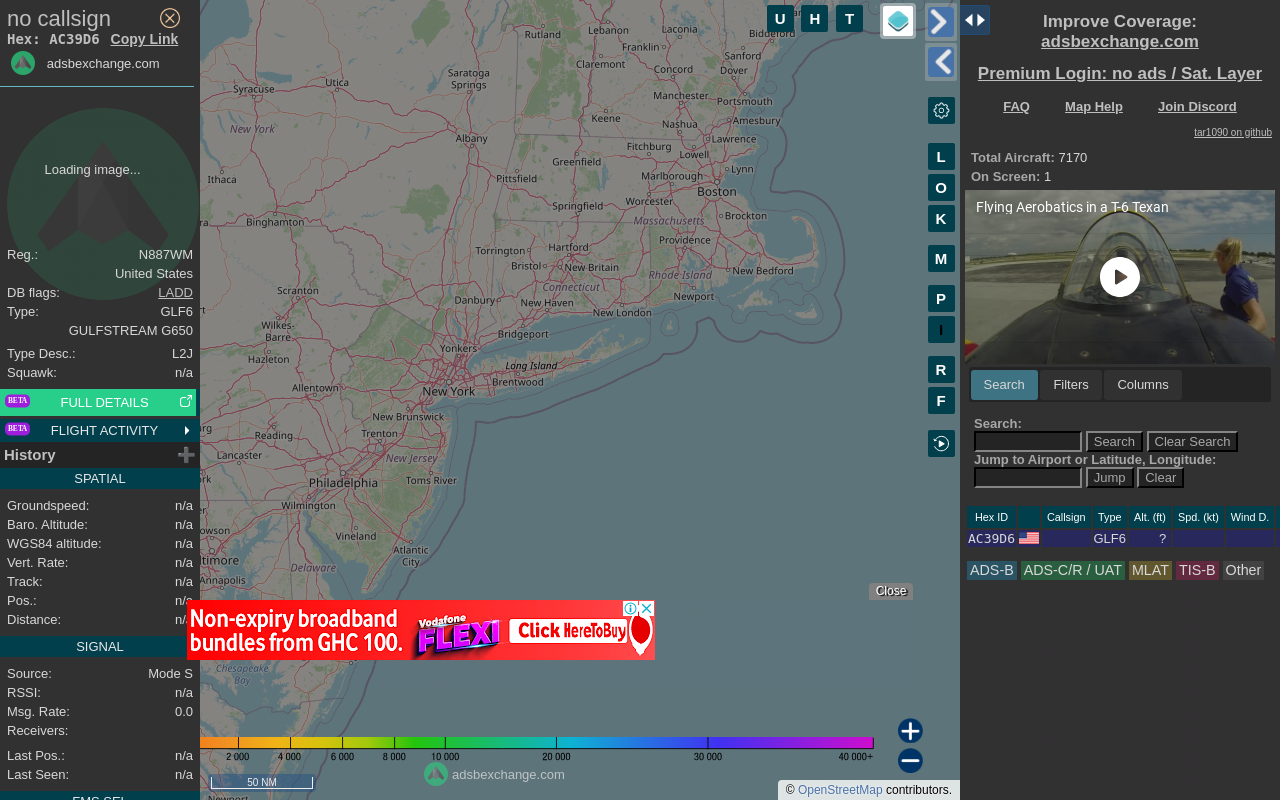 no callsign
Hex: AC39D6 Copy Link
adsbexchange.com
Loading image...
Reg.: N887WM
United States
DB flags: LADD
Type: GLF6
GULFSTREAM G650
Type Desc.: L2J
Squawk: n/a
BETA FULL DETAILS
BETA FLIGHT ACTIVITY
History
SPATIAL
Groundspeed: n/a
Baro. Altitude: n/a
WGS84 altitude: n/a
Vert. Rate: n/a
Track: n/a
Pos.: n/a
Distance:
SIGNAL
Source: Mode S
RSSI: n/a
Msg. Rate: 0.0
Receivers:
Last Pos.: n/a
Last Seen: n/a
U H T
L
O
K
M
P
I
R
F
Rutland
Lebanon
Laconia
Biddeford
Franklin
Sanford
Claremont
Concord
Dover
Saratoga
Springs
Utica
Syracuse
Manchester
Portsmouth
Keene
Amesbury
Nashua
New York
Albany
Lawrence
Fitchburg
Lowell
Greenfield
Lynn
Ithaca
Pittsfield
Marlborough
Boston
Worcester
Springfield
Brockton
Binghamton
Massachusetts
Providence
Torrington
Hartford
Bristol
New Britain
New Bedford
Rhode Island
Connecticut
Scranton
Danbury
New Haven
Newport
New London
Wilkes-
Barre
Bridgeport
Yonkers
Hazleton
Long Island
Brentwood
Allentown
New York
New Brunswick
Reading
Trenton
Lancaster
New Jersey
Philadelphia
Toms River
Wilmington
Vineland
Atlantic
City
Annapolis
Delaware
Chesapeake
Bay
Newport
Close
Non-expiry broadband
bundles from GHC 100.
Vodafone
FLEXI
Click HereToBuy
2 000 4 000 6 000 8 000 10 000 20 000 30 000 40 000+
adsbexchange.com
50 NM
© OpenStreetMap contributors.
Improve Coverage:
adsbexchange.com
Premium Login: no ads / Sat. Layer
FAQ Map Help Join Discord
tar1090 on github
Total Aircraft: 7170
On Screen: 1
Flying Aerobatics in a T-6 Texan
Search Filters Columns
Search:
Search Clear Search
Jump to Airport or Latitude, Longitude:
Jump Clear
Hex ID Callsign Type Alt. (ft) Spd. (kt) Wind D.
AC39D6 GLF6 ?
ADS-B ADS-C/R / UAT MLAT TIS-B Other